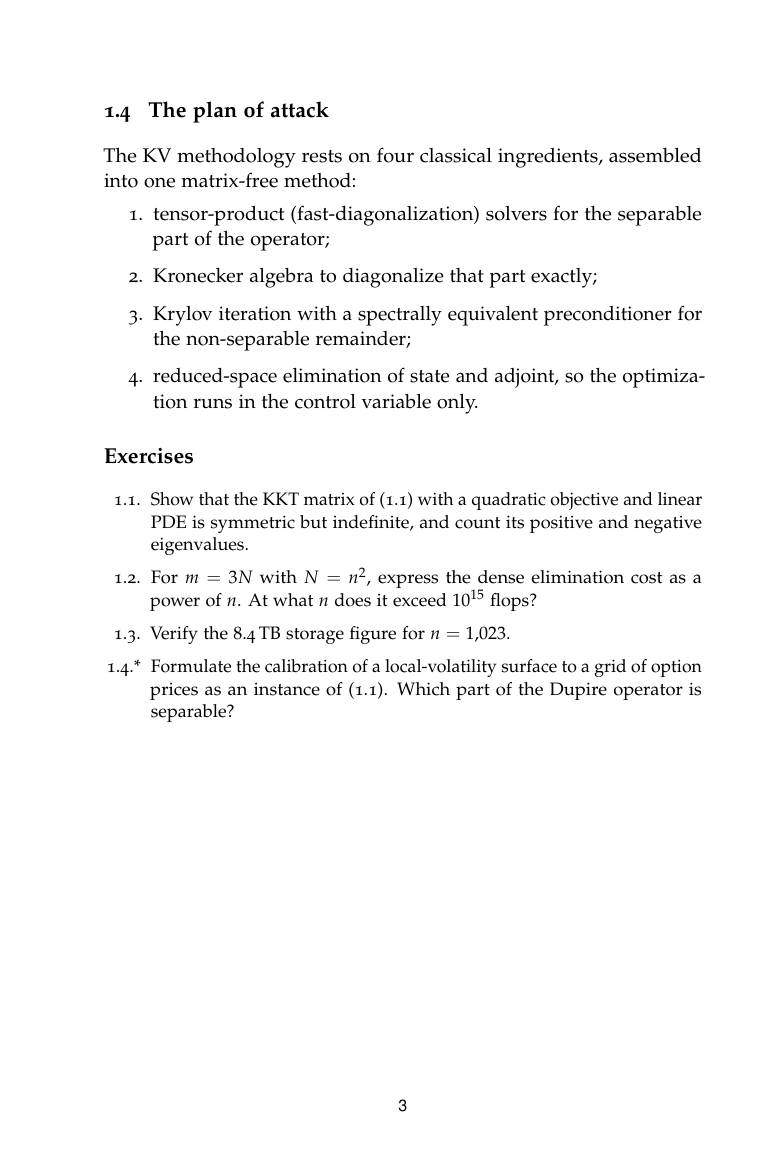 1.4 The plan of attack
The KV methodology rests on four classical ingredients, assembled
into one matrix-free method:
1. tensor-product (fast-diagonalization) solvers for the separable
part of the operator;
2. Kronecker algebra to diagonalize that part exactly;
3. Krylov iteration with a spectrally equivalent preconditioner for
the non-separable remainder;
4. reduced-space elimination of state and adjoint, so the optimiza-
tion runs in the control variable only.
Exercises
1.1. Show that the KKT matrix of (1.1) with a quadratic objective and linear
PDE is symmetric but indefinite, and count its positive and negative
eigenvalues.
1.2. For m = 3N with N = n², express the dense elimination cost as a
power of n. At what n does it exceed 10¹⁵ flops?
1.3. Verify the 8.4 TB storage figure for n = 1,023.
1.4.* Formulate the calibration of a local-volatility surface to a grid of option
prices as an instance of (1.1). Which part of the Dupire operator is
separable?
3